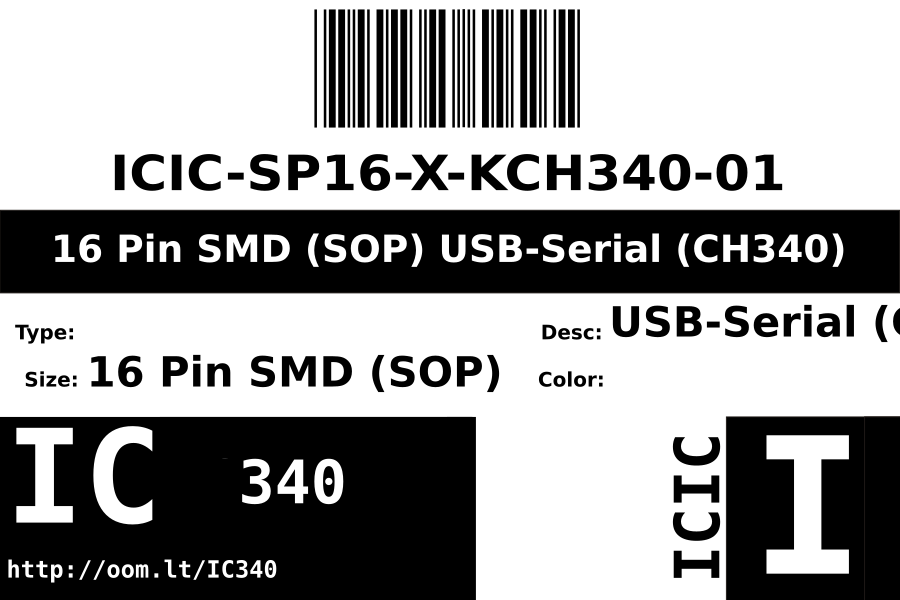 ICIC-SP16-X-KCH340-01
16 Pin SMD (SOP) USB-Serial (CH340)
Type:
Desc: USB-Serial (
Size: 16 Pin SMD (SOP)
Color:
IC
340
http://oom.lt/IC340
ICIC
I